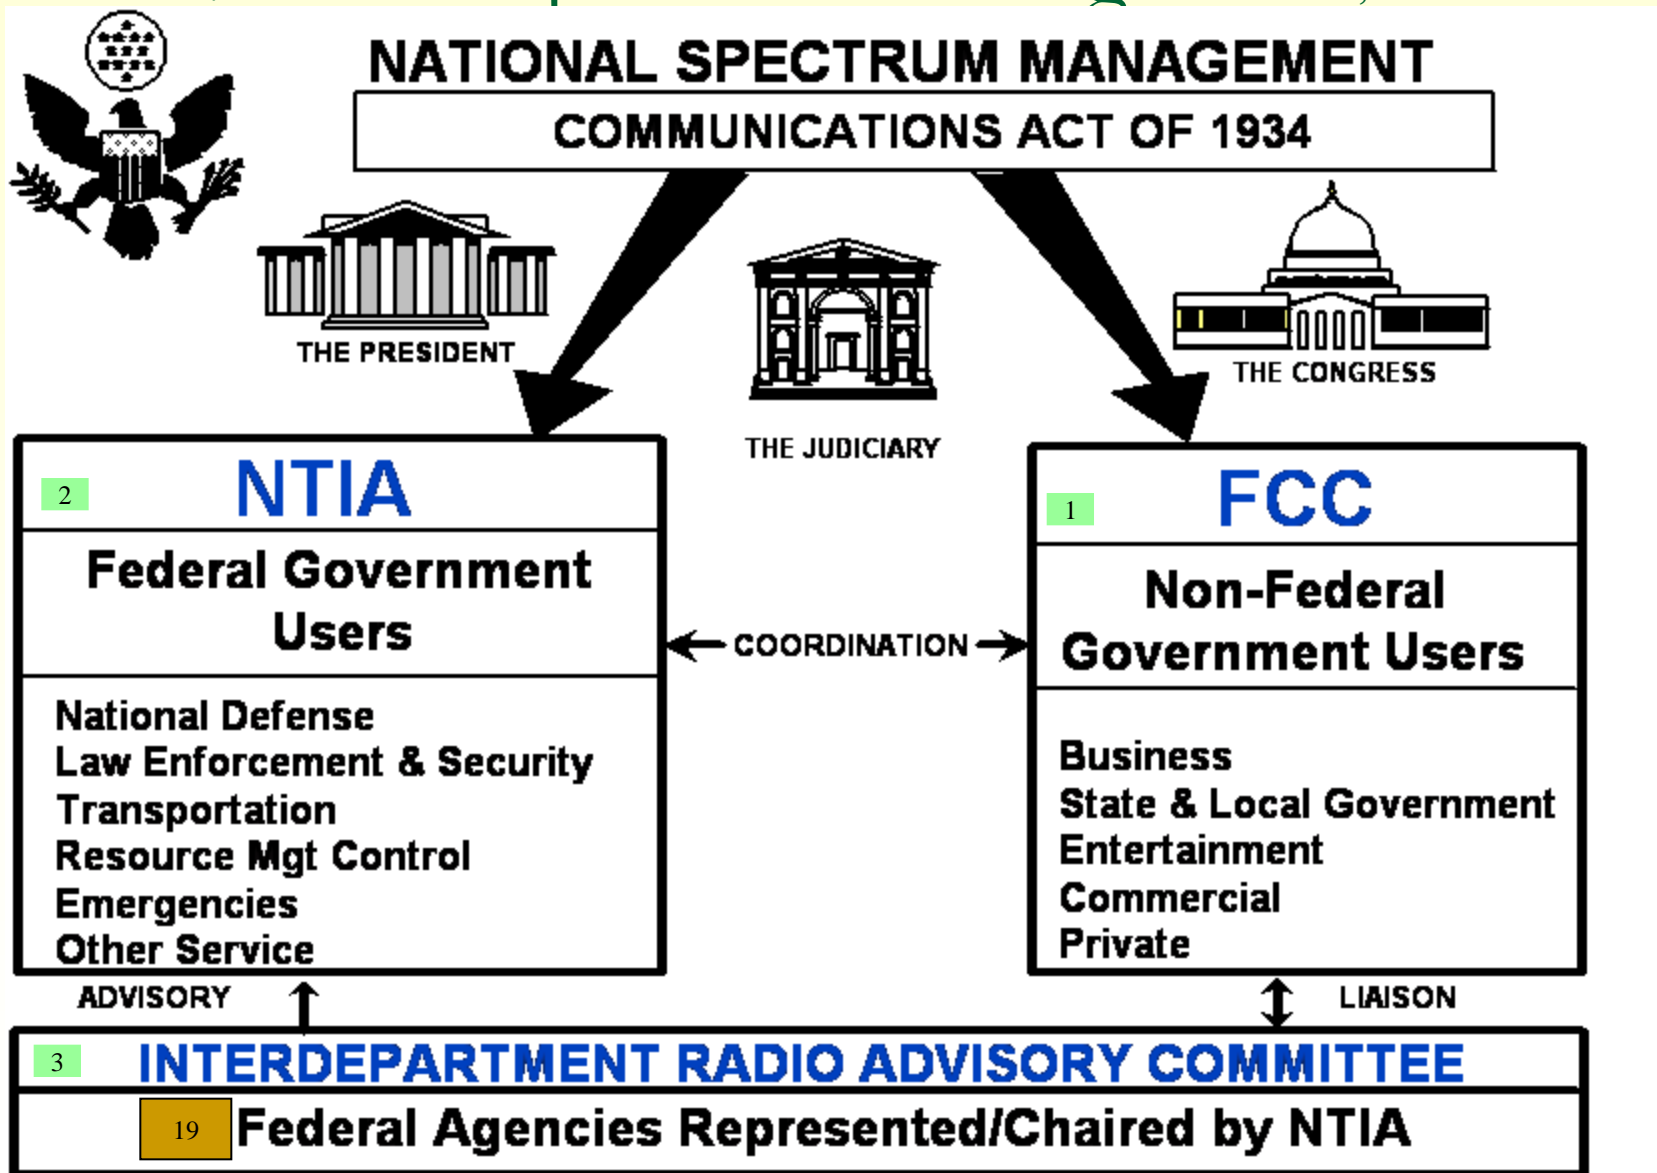 NATIONAL SPECTRUM MANAGEMENT
COMMUNICATIONS ACT OF 1934
THE PRESIDENT
THE JUDICIARY
THE CONGRESS
2
NTIA
Federal Government
Users
National Defense
Law Enforcement & Security
Transportation
Resource Mgt Control
Emergencies
Other Service
COORDINATION
1
FCC
Non-Federal
Government Users
Business
State & Local Government
Entertainment
Commercial
Private
ADVISORY
LIAISON
3
INTERDEPARTMENT RADIO ADVISORY COMMITTEE
19
Federal Agencies Represented/Chaired by NTIA